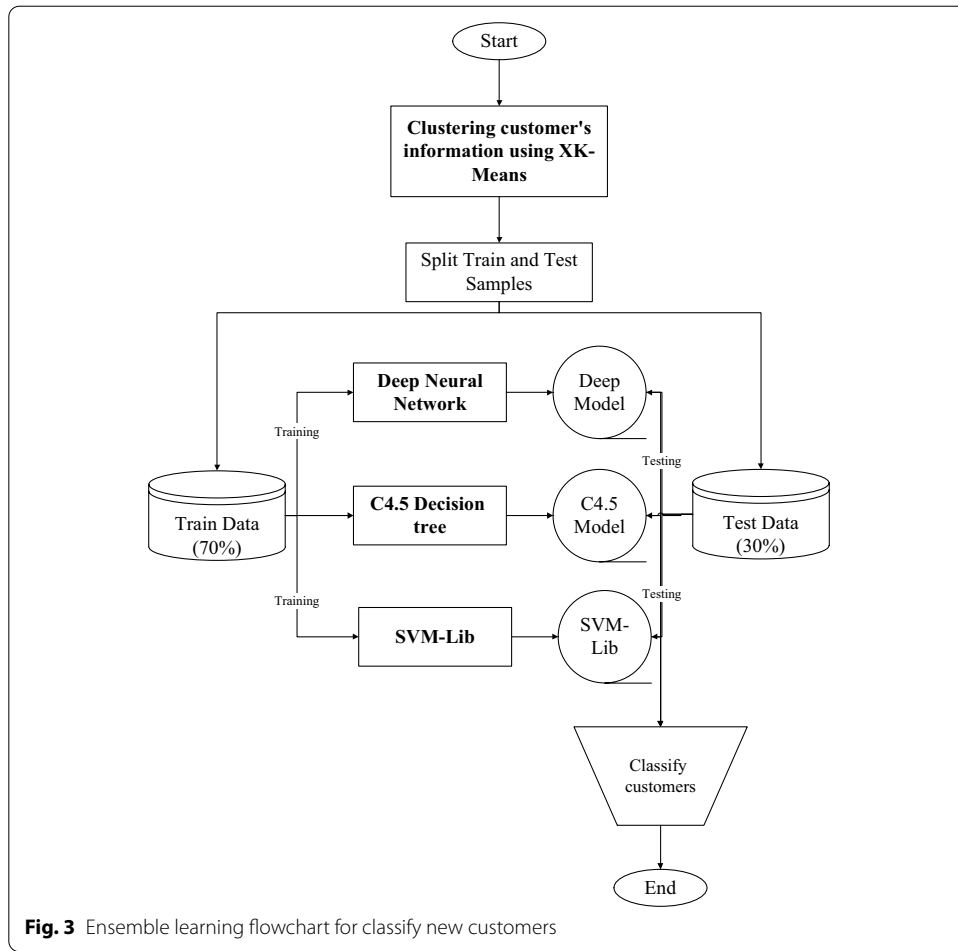 Start
Clustering customer's
information using XK-
Means
Split Train and Test
Samples
Deep Neural
Network
Deep
Model
Training
Testing
Train Data
(70%)
C4.5 Decision
tree
C4.5
Model
Test Data
(30%)
Training
Testing
SVM-Lib
SVM-
Lib
Classify
customers
End
Fig. 3 Ensemble learning flowchart for classify new customers